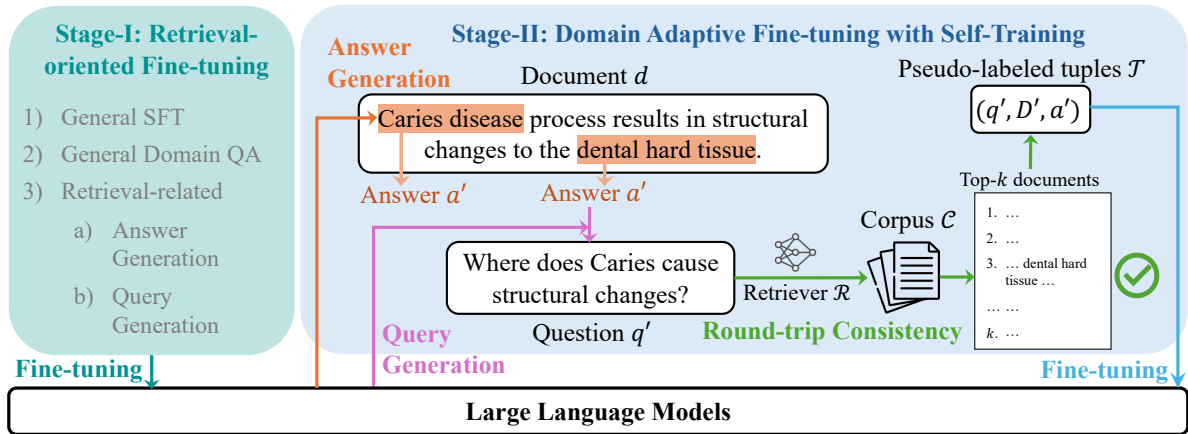 Stage-I: Retrieval-
oriented Fine-tuning
1) General SFT
2) General Domain QA
3) Retrieval-related
a) Answer
Generation
b) Query
Generation
Fine-tuning
Stage-II: Domain Adaptive Fine-tuning with Self-Training
Answer
Generation
Document d
Caries disease process results in structural
changes to the dental hard tissue.
Answer a′
Answer a′
Where does Caries cause
structural changes?
Question q′
Query
Generation
Retriever ℛ
Corpus 𝒞
Round-trip Consistency
Pseudo-labeled tuples 𝒯
(q′, D′, a′)
Top-k documents
1. ...
2. ...
3. ... dental hard
tissue ...
... ...
k. ...
Fine-tuning
Large Language Models